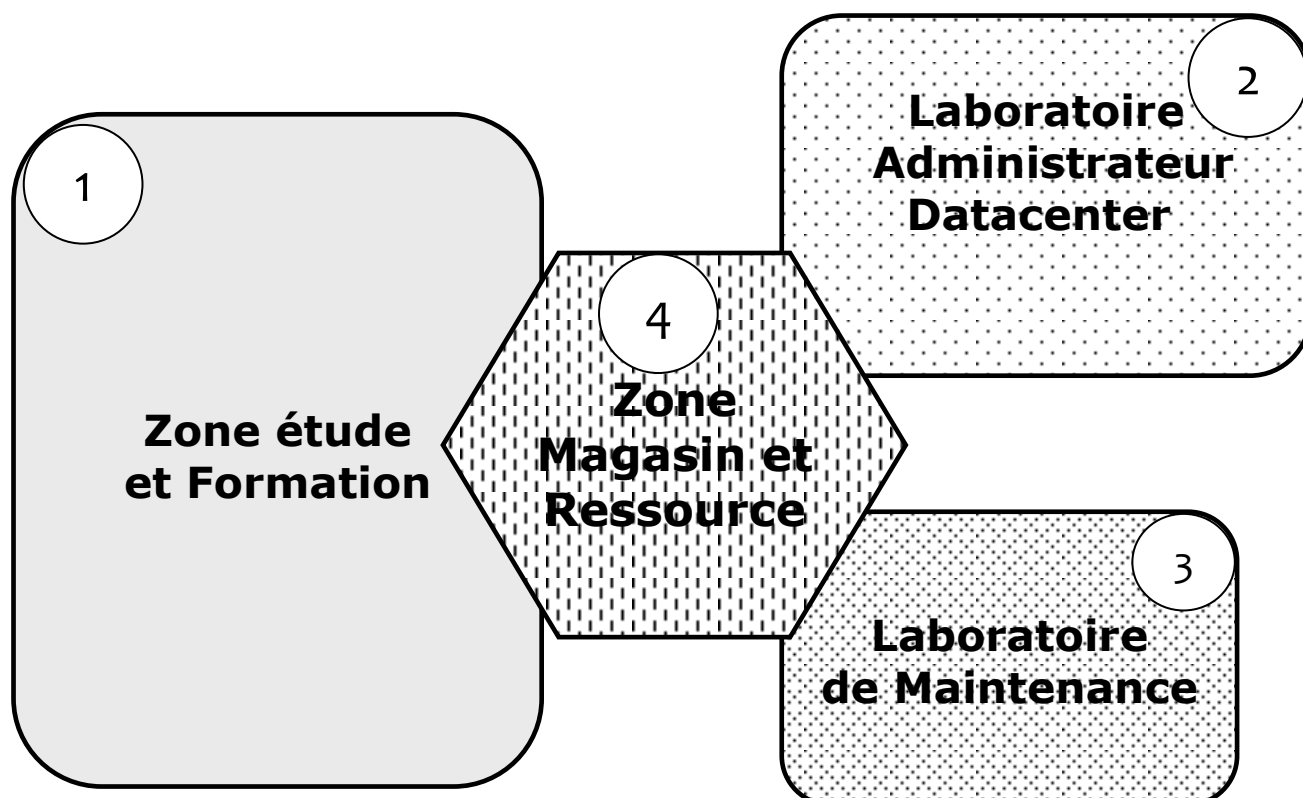 1
Zone étude
et Formation
2
Laboratoire
Administrateur
Datacenter
4
Zone
Magasin et
Ressource
3
Laboratoire
de Maintenance